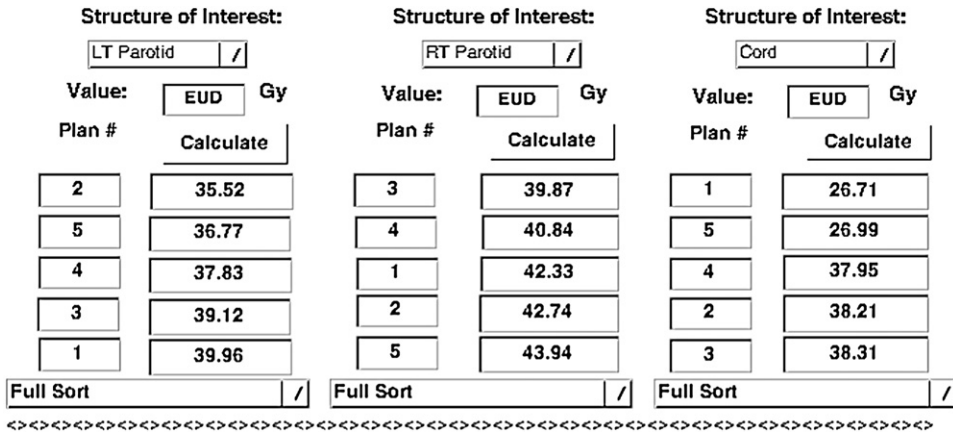 Structure of Interest: Structure of Interest: Structure of Interest:
LT Parotid / RT Parotid / Cord /
Value: EUD Gy Value: EUD Gy Value: EUD Gy
Plan # Calculate Plan # Calculate Plan # Calculate
2 35.52 3 39.87 1 26.71
5 36.77 4 40.84 5 26.99
4 37.83 1 42.33 4 37.95
3 39.12 2 42.74 2 38.21
1 39.96 5 43.94 3 38.31
Full Sort / Full Sort / Full Sort /
<><><><><><><><><><><><><><><><><><><><><><><><><><><><><><><><><><><><><><><><><><>